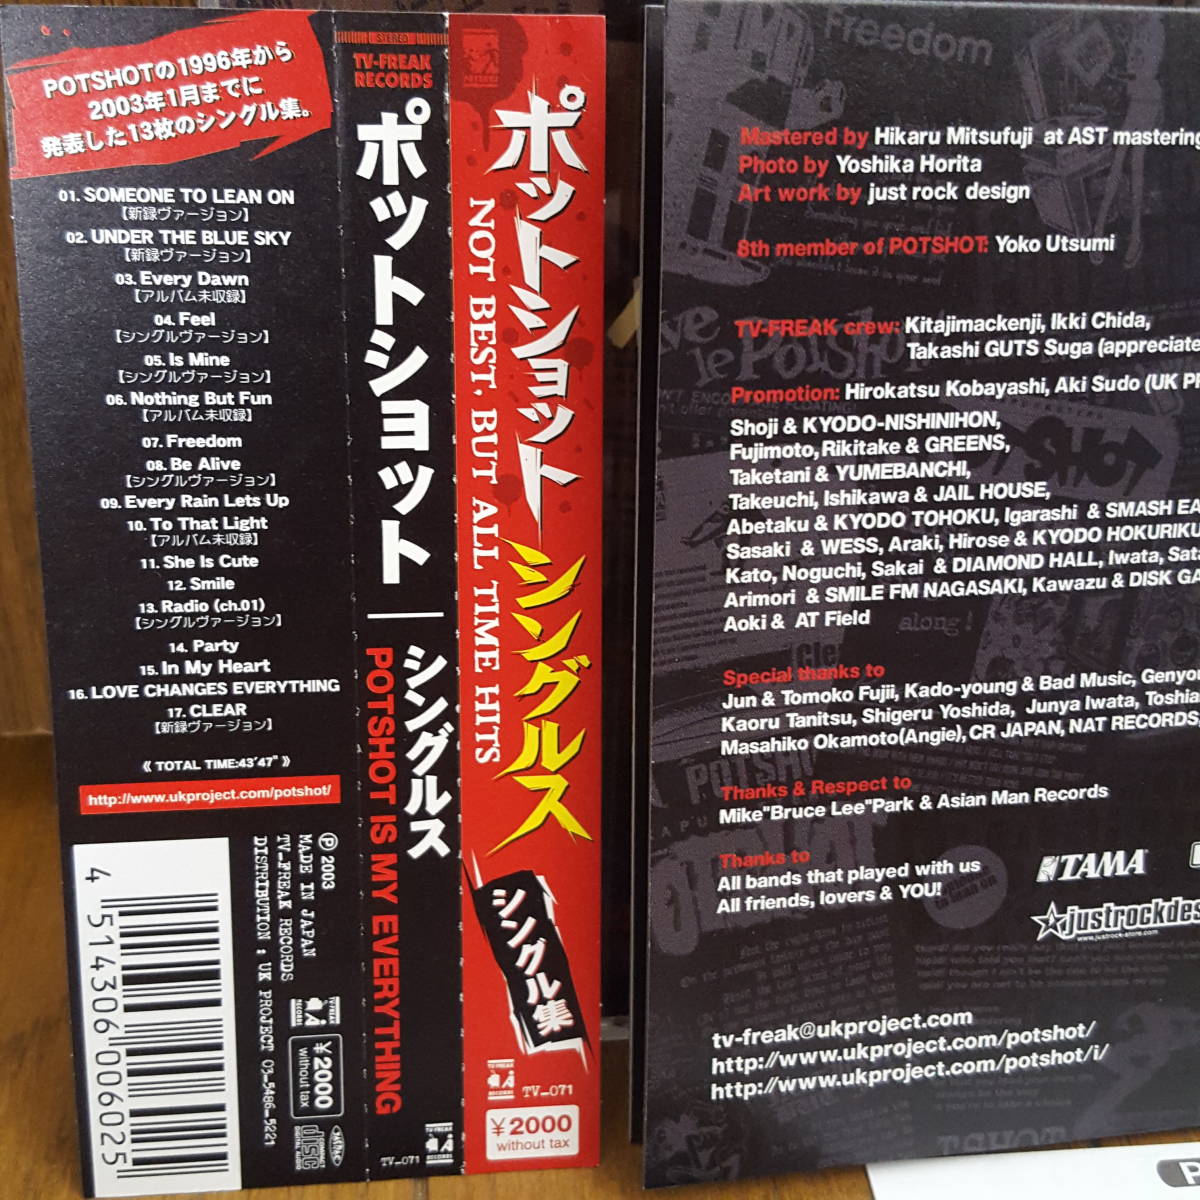 POTSHOTの1996年から
2003年1月までに
発表した13枚のシングル集。
01. SOMEONE TO LEAN ON
【新録ヴァージョン】
02. UNDER THE BLUE SKY
【新録ヴァージョン】
03. Every Dawn
【アルバム未収録】
04. Feel
【シングルヴァージョン】
05. Is Mine
【シングルヴァージョン】
06. Nothing But Fun
【アルバム未収録】
07. Freedom
08. Be Alive
【シングルヴァージョン】
09. Every Rain Lets Up
10. To That Light
【アルバム未収録】
11. She Is Cute
12. Smile
13. Radio (ch.01)
【シングルヴァージョン】
14. Party
15. In My Heart
16. LOVE CHANGES EVERYTHING
17. CLEAR
【新録ヴァージョン】
《 TOTAL TIME:43'47" 》
http://www.ukproject.com/potshot/
4 514306 006025
Ⓟ 2003
MADE IN JAPAN
TV-FREAK RECORDS
DISTRIBUTION : UK PROJECT 03-5486-5221
TV-FREAK
RECORDS
¥2000
without tax
COMPACT
disc
DIGITAL AUDIO
STEREO
TV-FREAK
RECORDS
ポットショット
シングルス
POTSHOT IS MY EVERYTHING
TV-FREAK
RECORDS
TV-071
ポットショット シングルス
NOT BEST, BUT ALL TIME HITS
シングル集
TV-FREAK
RECORDS
TV-071
¥2000
without tax
Freedom
Mastered by Hikaru Mitsufuji at AST mastering
Photo by Yoshika Horita
Art work by just rock design
8th member of POTSHOT: Yoko Utsumi
TV-FREAK crew: Kitajimackenji, Ikki Chida,
Takashi GUTS Suga (appreciate
Promotion: Hirokatsu Kobayashi, Aki Sudo (UK
Shoji & KYODO-NISHINIHON,
Fujimoto, Rikitake & GREENS,
Taketani & YUMEBANCHI,
Takeuchi, Ishikawa & JAIL HOUSE,
Abetaku & KYODO TOHOKU, Igarashi & SMASH
Sasaki & WESS, Araki, Hirose & KYODO HOKURIKU
Kato, Noguchi, Sakai & DIAMOND HALL, Iwata,
Arimori & SMILE FM NAGASAKI, Kawazu & DISK
Aoki & AT Field
along!
Special thanks to
Jun & Tomoko Fujii, Kado-young & Bad Music,
Kaoru Tanitsu, Shigeru Yoshida, Junya Iwata,
Masahiko Okamoto(Angie), CR JAPAN, NAT RECORDS
Thanks & Respect to
Mike"Bruce Lee"Park & Asian Man Records
Thanks to
All bands that played with us
All friends, lovers & YOU!
TAMA
justrockdes
www.justrock-store.com
tv-freak@ukproject.com
http://www.ukproject.com/potshot/
http://www.ukproject.com/potshot/i/